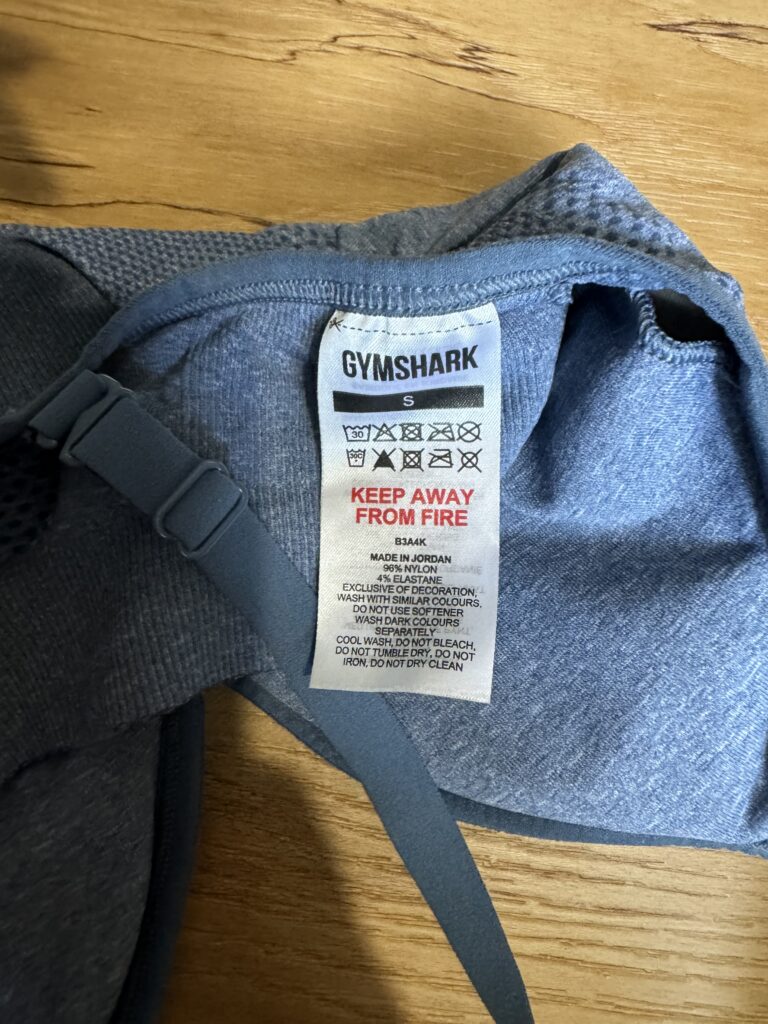 GYMSHARK
S
30
30°C
KEEP AWAY
FROM FIRE
B3A4K
MADE IN JORDAN
96% NYLON
4% ELASTANE
EXCLUSIVE OF DECORATION,
WASH WITH SIMILAR COLOURS,
DO NOT USE SOFTENER
WASH DARK COLOURS
SEPARATELY
COOL WASH, DO NOT BLEACH,
DO NOT TUMBLE DRY, DO NOT
IRON, DO NOT DRY CLEAN